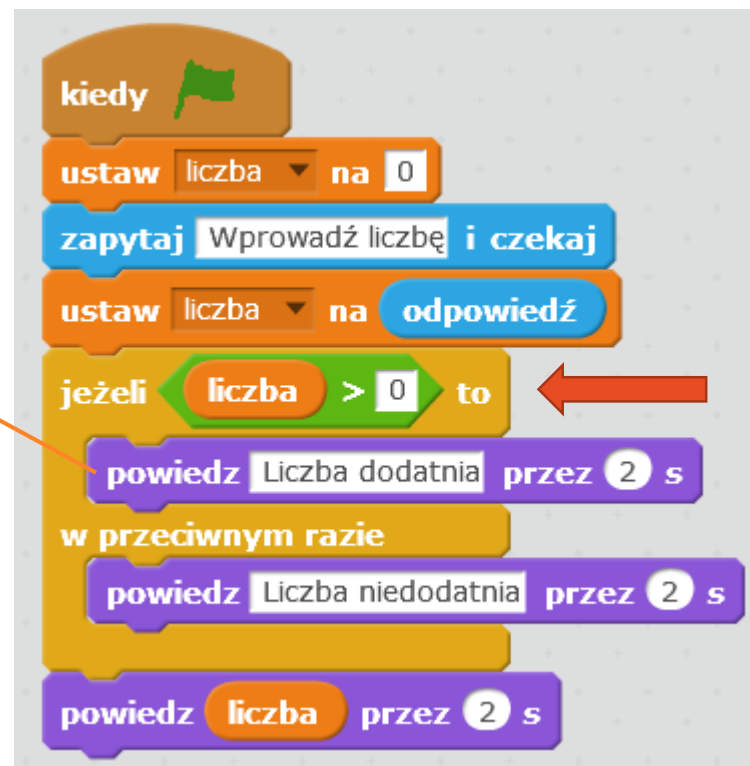 kiedy
ustaw liczba na 0
zapytaj Wprowadź liczbę i czekaj
ustaw liczba na odpowiedź
jeżeli liczba > 0 to
powiedz Liczba dodatnia przez 2 s
w przeciwnym razie
powiedz Liczba niedodatnia przez 2 s
powiedz liczba przez 2 s